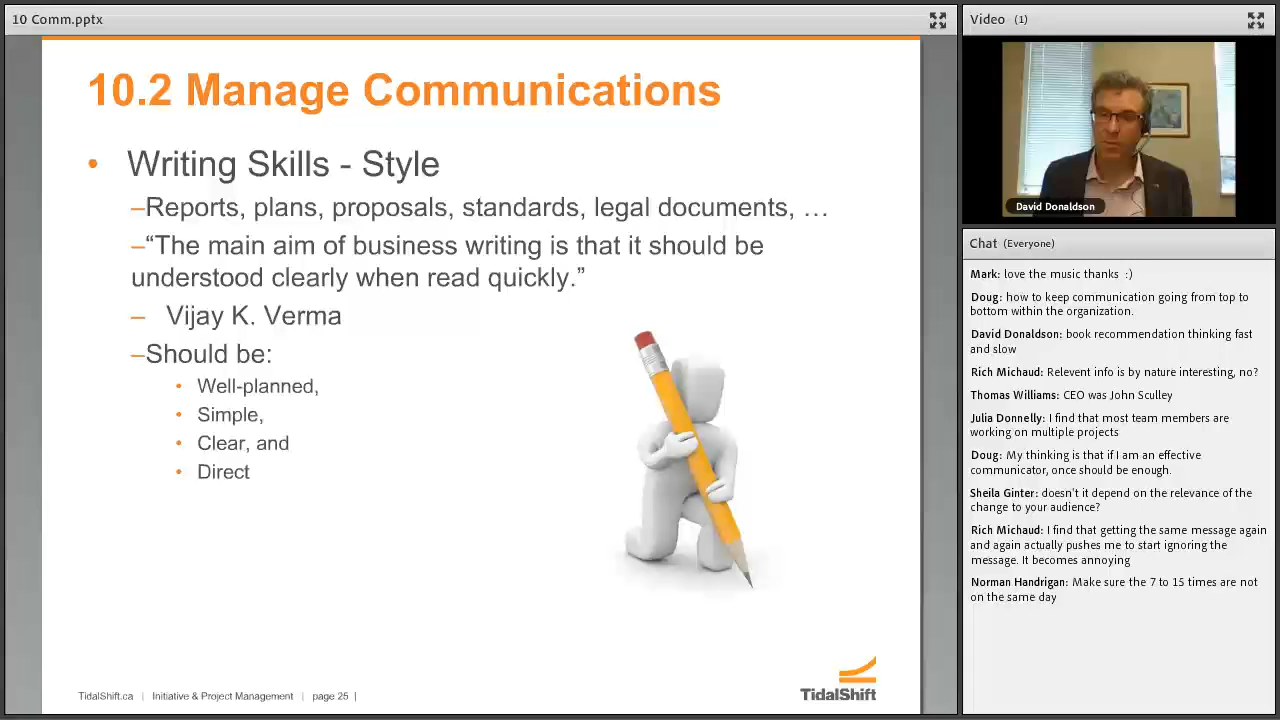 10 Comm.pptx
10.2 Manage Communications
• Writing Skills - Style
–Reports, plans, proposals, standards, legal documents, …
–“The main aim of business writing is that it should be
understood clearly when read quickly.”
– Vijay K. Verma
–Should be:
• Well-planned,
• Simple,
• Clear, and
• Direct
TidalShift.ca | Initiative & Project Management | page 25 |
TidalShift
Video (1)
David Donaldson
Chat (Everyone)
Mark: love the music thanks :)
Doug: how to keep communication going from top to
bottom within the organization.
David Donaldson: book recommendation thinking fast
and slow
Rich Michaud: Relevent info is by nature interesting, no?
Thomas Williams: CEO was John Sculley
Julia Donnelly: I find that most team members are
working on multiple projects
Doug: My thinking is that if I am an effective
communicator, once should be enough.
Sheila Ginter: doesn't it depend on the relevance of the
change to your audience?
Rich Michaud: I find that getting the same message again
and again actually pushes me to start ignoring the
message. It becomes annoying
Norman Handrigan: Make sure the 7 to 15 times are not
on the same day